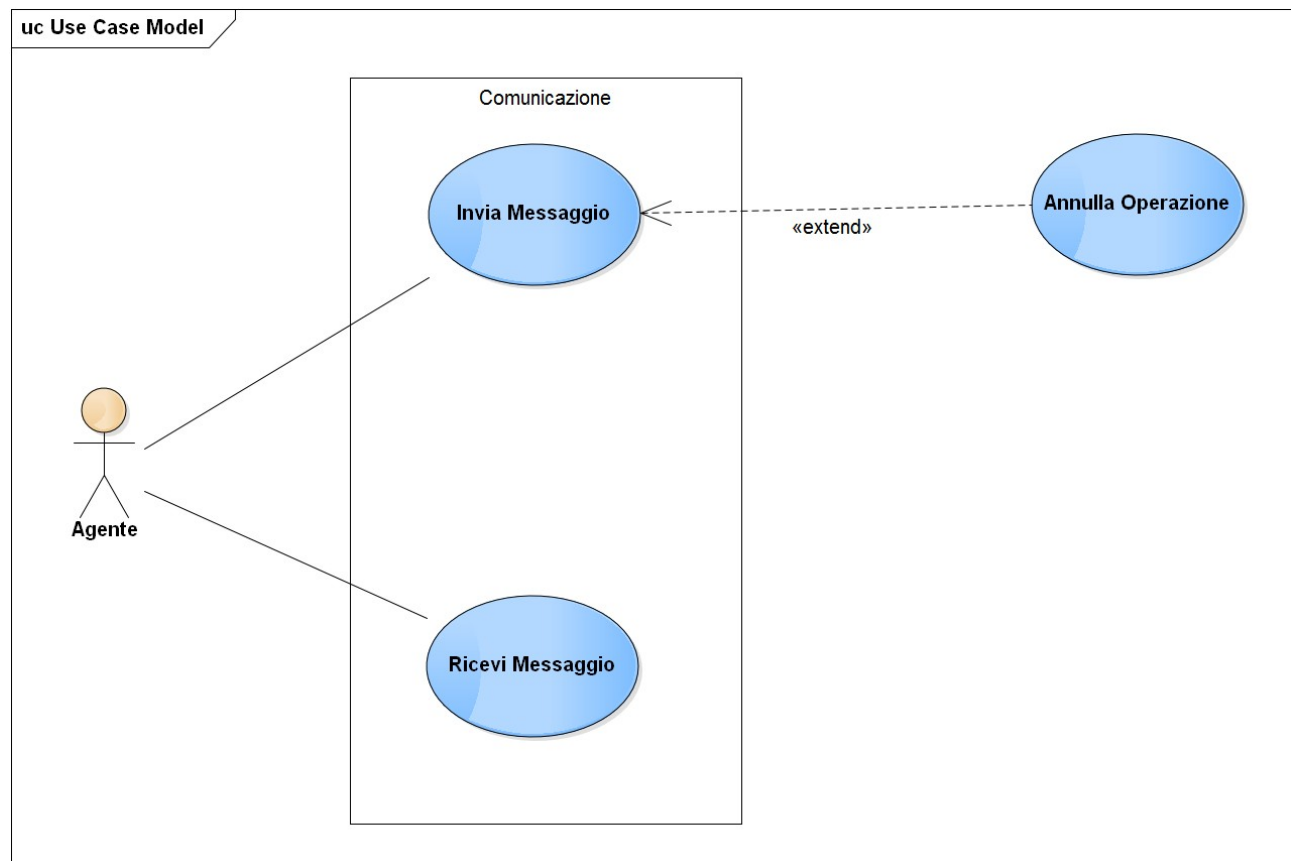 uc Use Case Model
Comunicazione
Invia Messaggio
Annulla Operazione
«extend»
Agente
Ricevi Messaggio